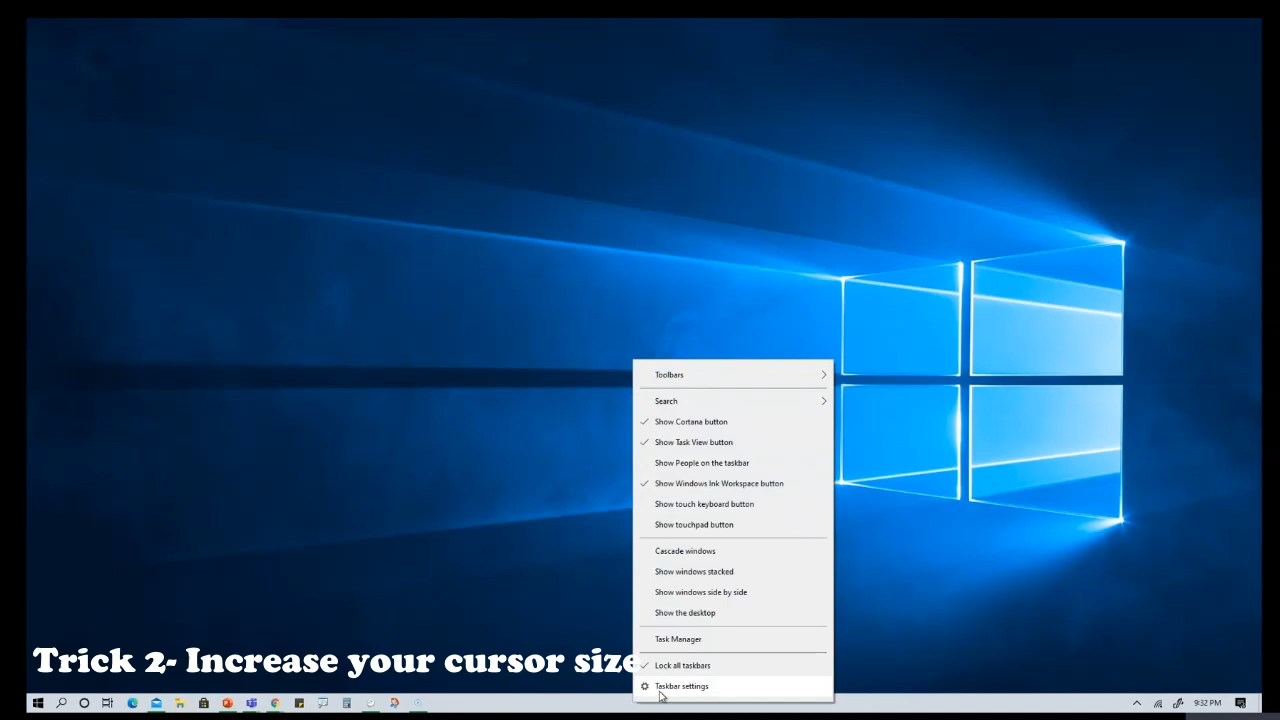 Toolbars
Search
Show Cortana button
Show Task View button
Show People on the taskbar
Show Windows Ink Workspace button
Show touch keyboard button
Show touchpad button
Cascade windows
Show windows stacked
Show windows side by side
Show the desktop
Task Manager
Lock all taskbars
Taskbar settings
Trick 2- Increase your cursor size
9:32 PM